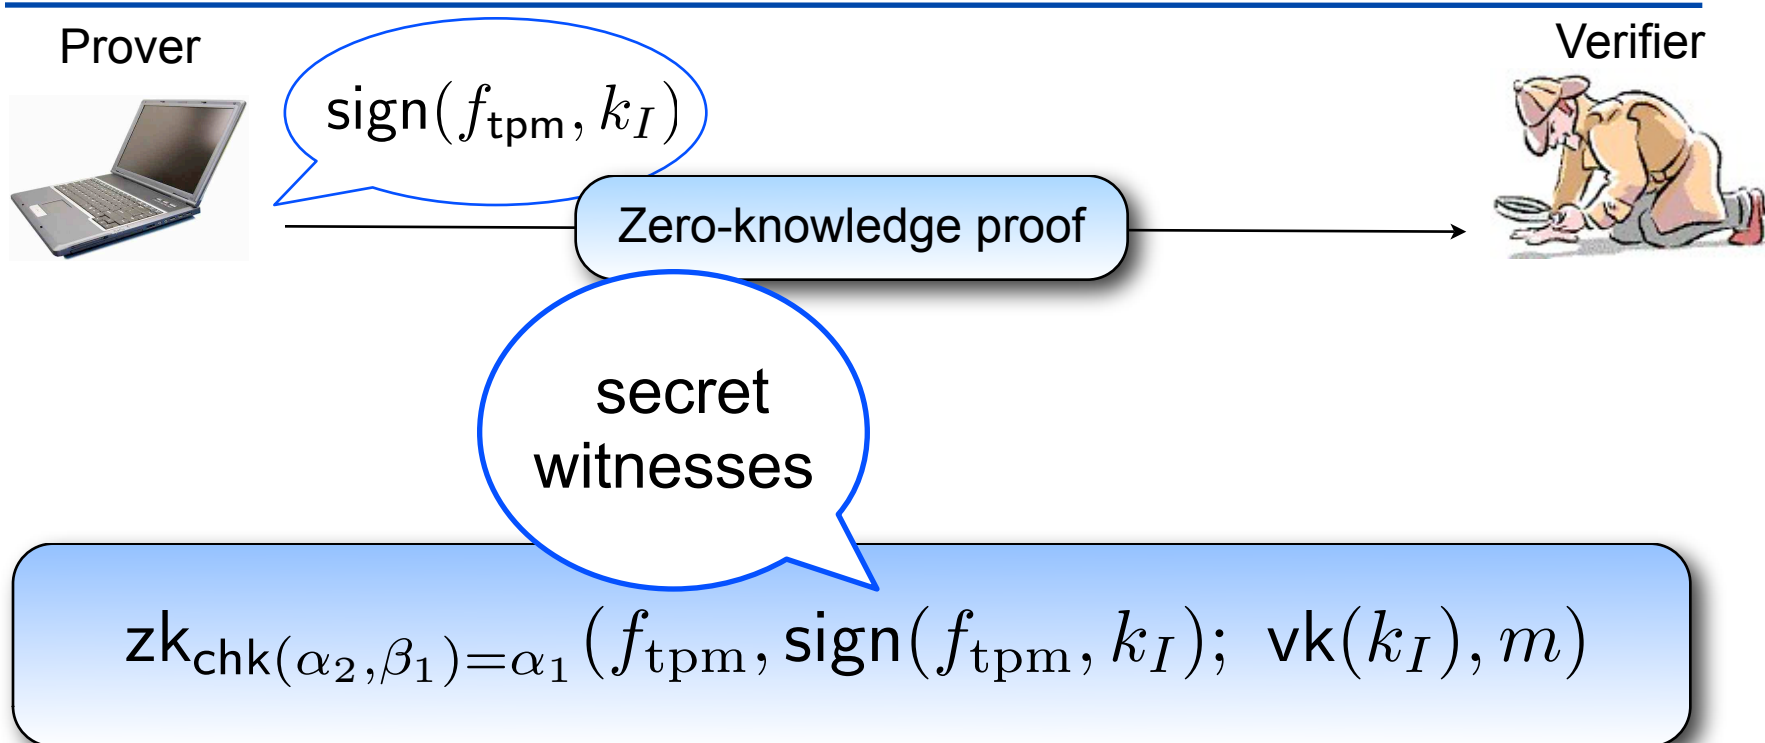 Prover
Verifier
sign(f_tpm, k_I)
Zero-knowledge proof
secret
witnesses
zk_chk(α₂,β₁)=α₁ (f_tpm, sign(f_tpm, k_I); vk(k_I), m)